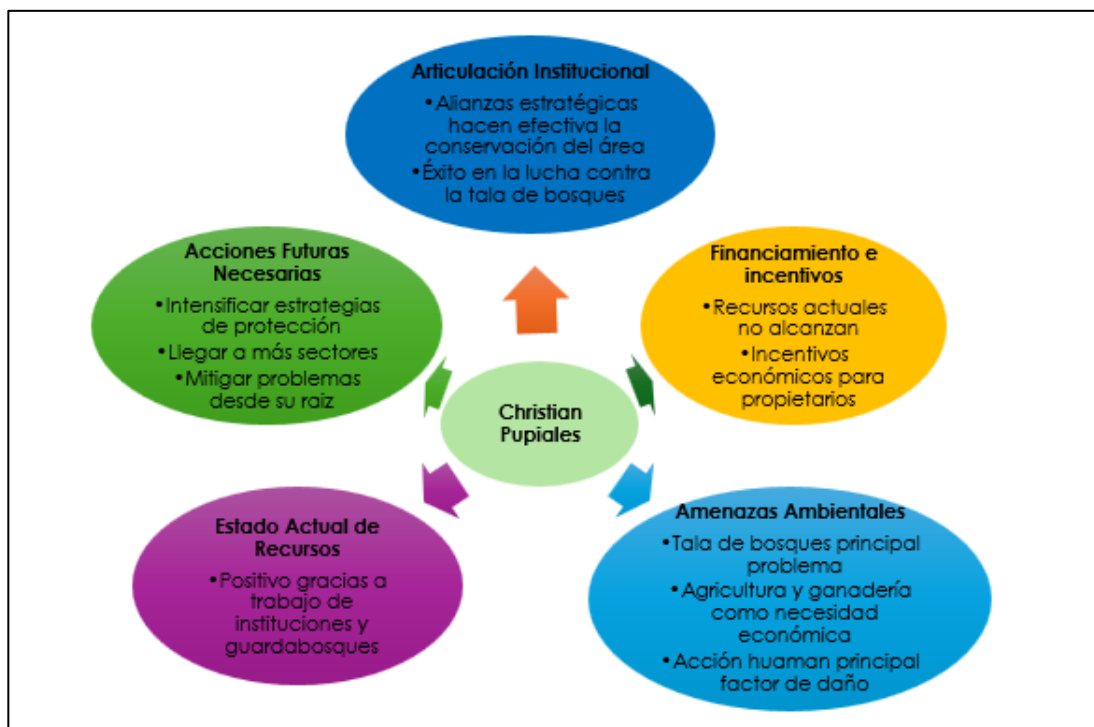 Articulación Institucional
•Alianzas estratégicas
hacen efectiva la
conservación del área
•Éxito en la lucha contra
la tala de bosques
Acciones Futuras
Necesarias
•Intensificar estrategias
de protección
•Llegar a más sectores
•Mitigar problemas
desde su raiz
Financiamiento e
incentivos
•Recursos actuales
no alcanzan
•Incentivos
económicos para
propietarios
Christian
Pupiales
Estado Actual de
Recursos
•Positivo gracias a
trabajo de
instituciones y
guardabosques
Amenazas Ambientales
•Tala de bosques principal
problema
•Agricultura y ganadería
como necesidad
económica
•Acción huaman principal
factor de daño